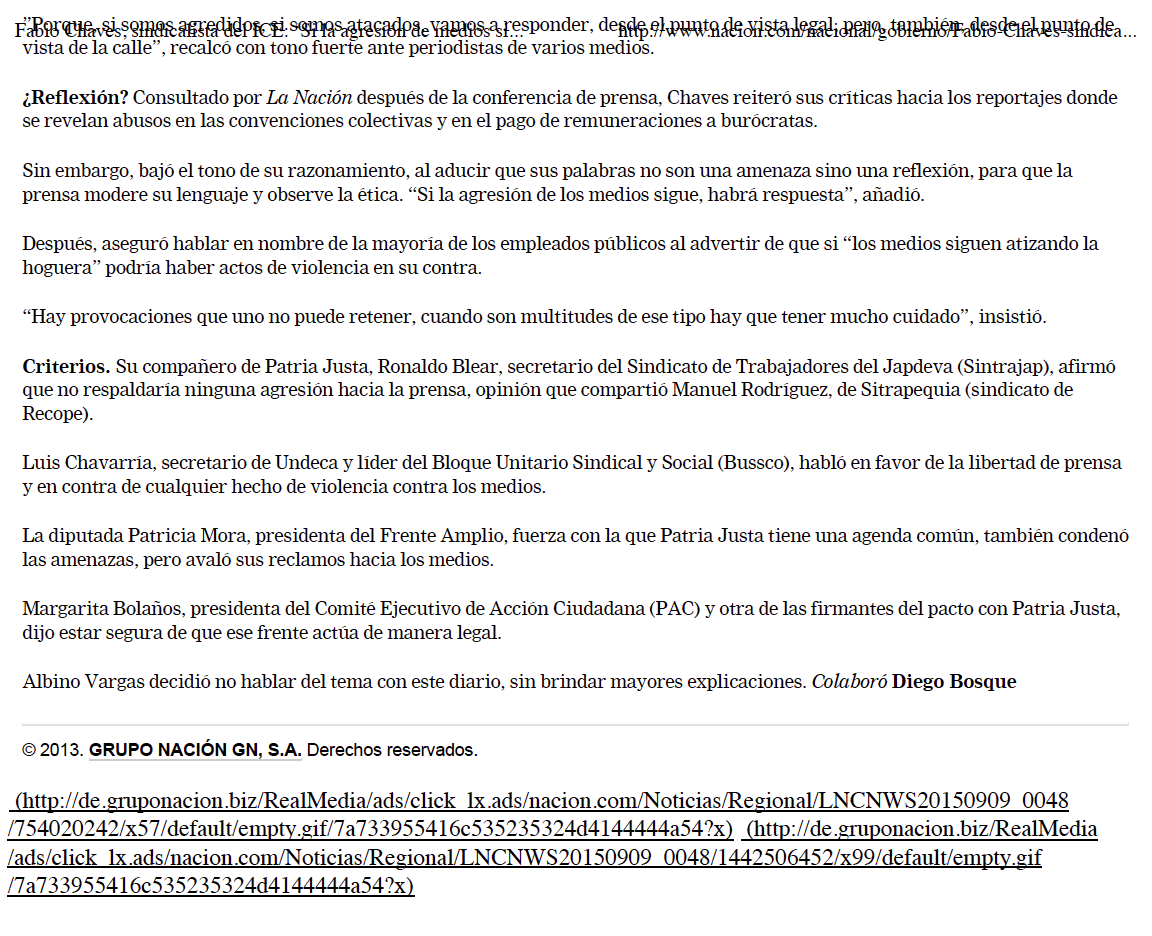 ”Porque, si somos agredidos, si somos atacados, vamos a responder, desde el punto de vista legal, pero, también, desde el punto de
Fabio Chaves, sindicalista del ICE: “Si la agresión de medios si... http://www.nacion.com/nacional/gobierno/Fabio-Chaves-sindica...
vista de la calle”, recalcó con tono fuerte ante periodistas de varios medios.
¿Reflexión? Consultado por La Nación después de la conferencia de prensa, Chaves reiteró sus críticas hacia los reportajes donde
se revelan abusos en las convenciones colectivas y en el pago de remuneraciones a burócratas.
Sin embargo, bajó el tono de su razonamiento, al aducir que sus palabras no son una amenaza sino una reflexión, para que la
prensa modere su lenguaje y observe la ética. “Si la agresión de los medios sigue, habrá respuesta”, añadió.
Después, aseguró hablar en nombre de la mayoría de los empleados públicos al advertir de que si “los medios siguen atizando la
hoguera” podría haber actos de violencia en su contra.
“Hay provocaciones que uno no puede retener, cuando son multitudes de ese tipo hay que tener mucho cuidado”, insistió.
Criterios. Su compañero de Patria Justa, Ronaldo Blear, secretario del Sindicato de Trabajadores del Japdeva (Sintrajap), afirmó
que no respaldaría ninguna agresión hacia la prensa, opinión que compartió Manuel Rodríguez, de Sitrapequia (sindicato de
Recope).
Luis Chavarría, secretario de Undeca y líder del Bloque Unitario Sindical y Social (Bussco), habló en favor de la libertad de prensa
y en contra de cualquier hecho de violencia contra los medios.
La diputada Patricia Mora, presidenta del Frente Amplio, fuerza con la que Patria Justa tiene una agenda común, también condenó
las amenazas, pero avaló sus reclamos hacia los medios.
Margarita Bolaños, presidenta del Comité Ejecutivo de Acción Ciudadana (PAC) y otra de las firmantes del pacto con Patria Justa,
dijo estar segura de que ese frente actúa de manera legal.
Albino Vargas decidió no hablar del tema con este diario, sin brindar mayores explicaciones. Colaboró Diego Bosque
© 2013. GRUPO NACIÓN GN, S.A. Derechos reservados.
(http://de.gruponacion.biz/RealMedia/ads/click_lx.ads/nacion.com/Noticias/Regional/LNCNWS20150909_0048
/754020242/x57/default/empty.gif/7a733955416c535235324d4144444a54?x) (http://de.gruponacion.biz/RealMedia
/ads/click_lx.ads/nacion.com/Noticias/Regional/LNCNWS20150909_0048/1442506452/x99/default/empty.gif
/7a733955416c535235324d4144444a54?x)